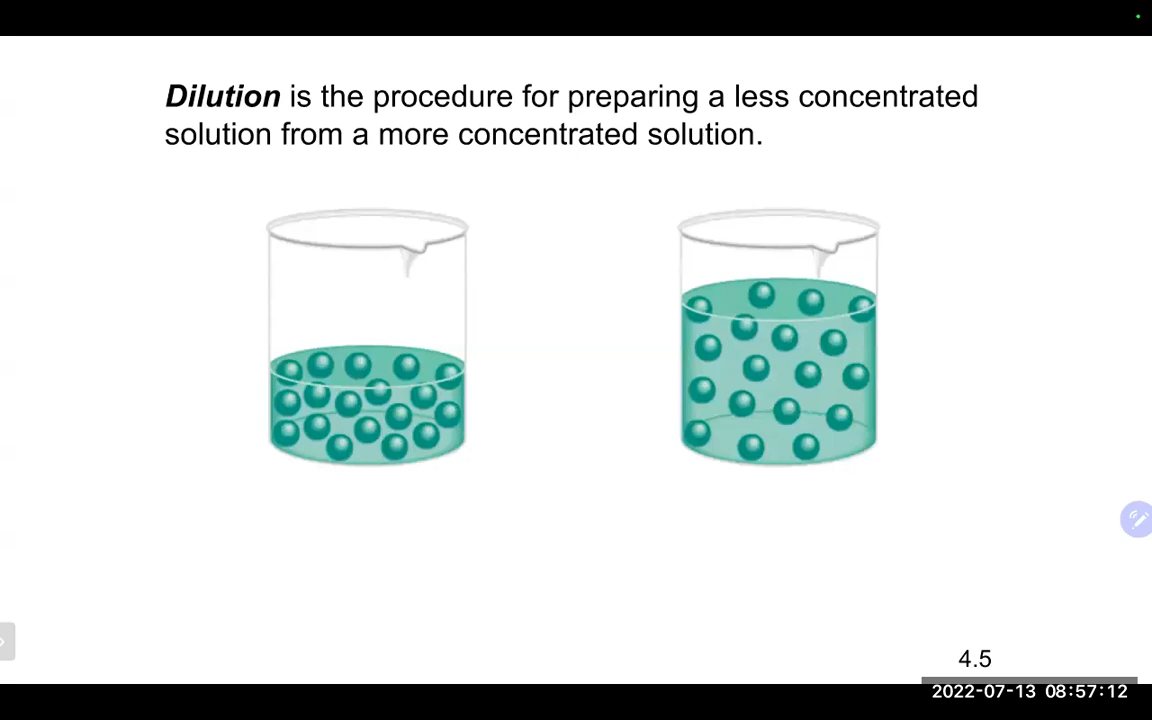 Dilution is the procedure for preparing a less concentrated
solution from a more concentrated solution.
4.5
2022-07-13 08:57:12